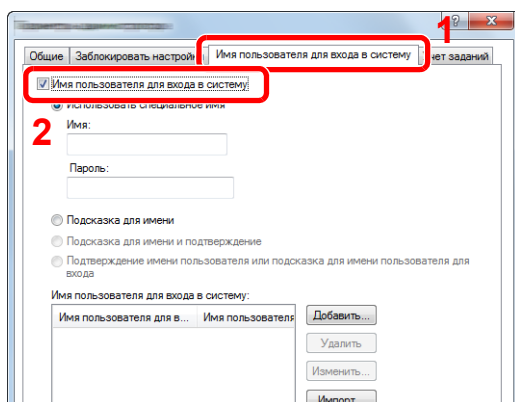 1
Общие Заблокировать настройки Имя пользователя для входа в систему чет заданий
Имя пользователя для входа в систему
Использовать специальное имя
2
Имя:
Пароль:
Подсказка для имени
Подсказка для имени и подтверждение
Подтверждение имени пользователя или подсказка для имени пользователя для
входа
Имя пользователя для входа в систему:
Имя пользователя для в... Имя пользователя
Добавить...
Удалить
Изменить...
Импорт...